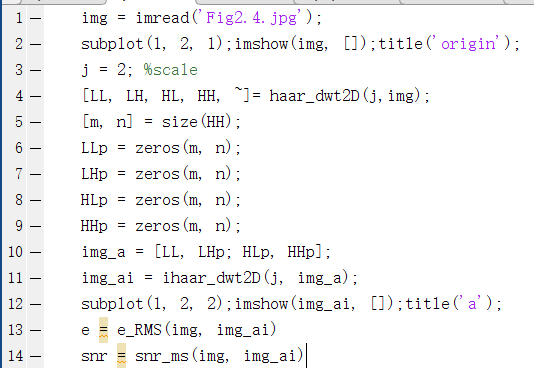 1 — img = imread('Fig2.4.jpg');
2 — subplot(1, 2, 1);imshow(img, []);title('origin');
3 — j = 2; %scale
4 — [LL, LH, HL, HH, ~]= haar_dwt2D(j,img);
5 — [m, n] = size(HH);
6 — LLp = zeros(m, n);
7 — LHp = zeros(m, n);
8 — HLp = zeros(m, n);
9 — HHp = zeros(m, n);
10 — img_a = [LL, LHp; HLp, HHp];
11 — img_ai = ihaar_dwt2D(j, img_a);
12 — subplot(1, 2, 2);imshow(img_ai, []);title('a');
13 — e = e_RMS(img, img_ai)
14 — snr = snr_ms(img, img_ai)